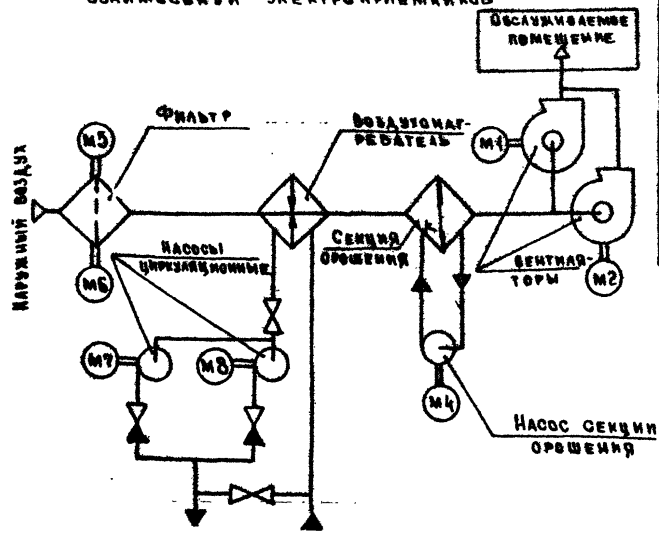 ОБСЛУЖИВАЕМОЕ
ПОМЕЩЕНИЕ
ФИЛЬТР
ВОЗДУХОНАГ-
РЕВАТЕЛЬ
М5
М1
НАРУЖНЫЙ ВОЗДУХ
НАСОСЫ
ЦИРКУЛЯЦИОННЫЕ
СЕКЦИЯ
ОРОШЕНИЯ
ВЕНТИЛЯ-
ТОРЫ
М2
М6
М7
М8
М4
НАСОС СЕКЦИИ
ОРОШЕНИЯ